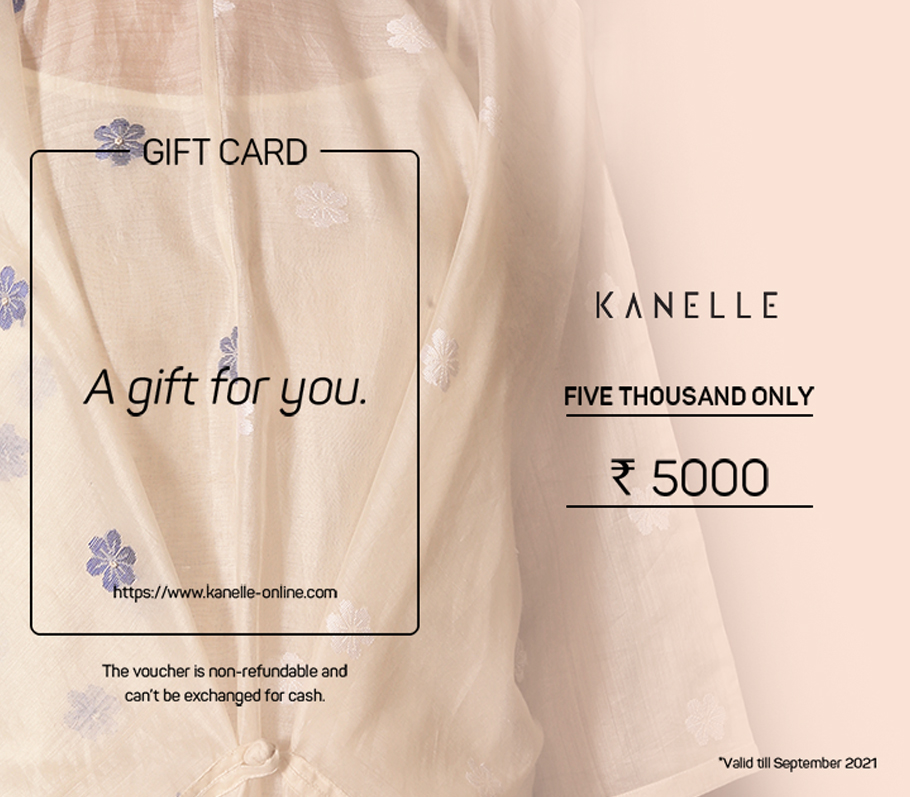 GIFT CARD
A gift for you.
https://www.kanelle-online.com
The voucher is non-refundable and
can't be exchanged for cash.
KANELLE
FIVE THOUSAND ONLY
₹ 5000
*Valid till September 2021